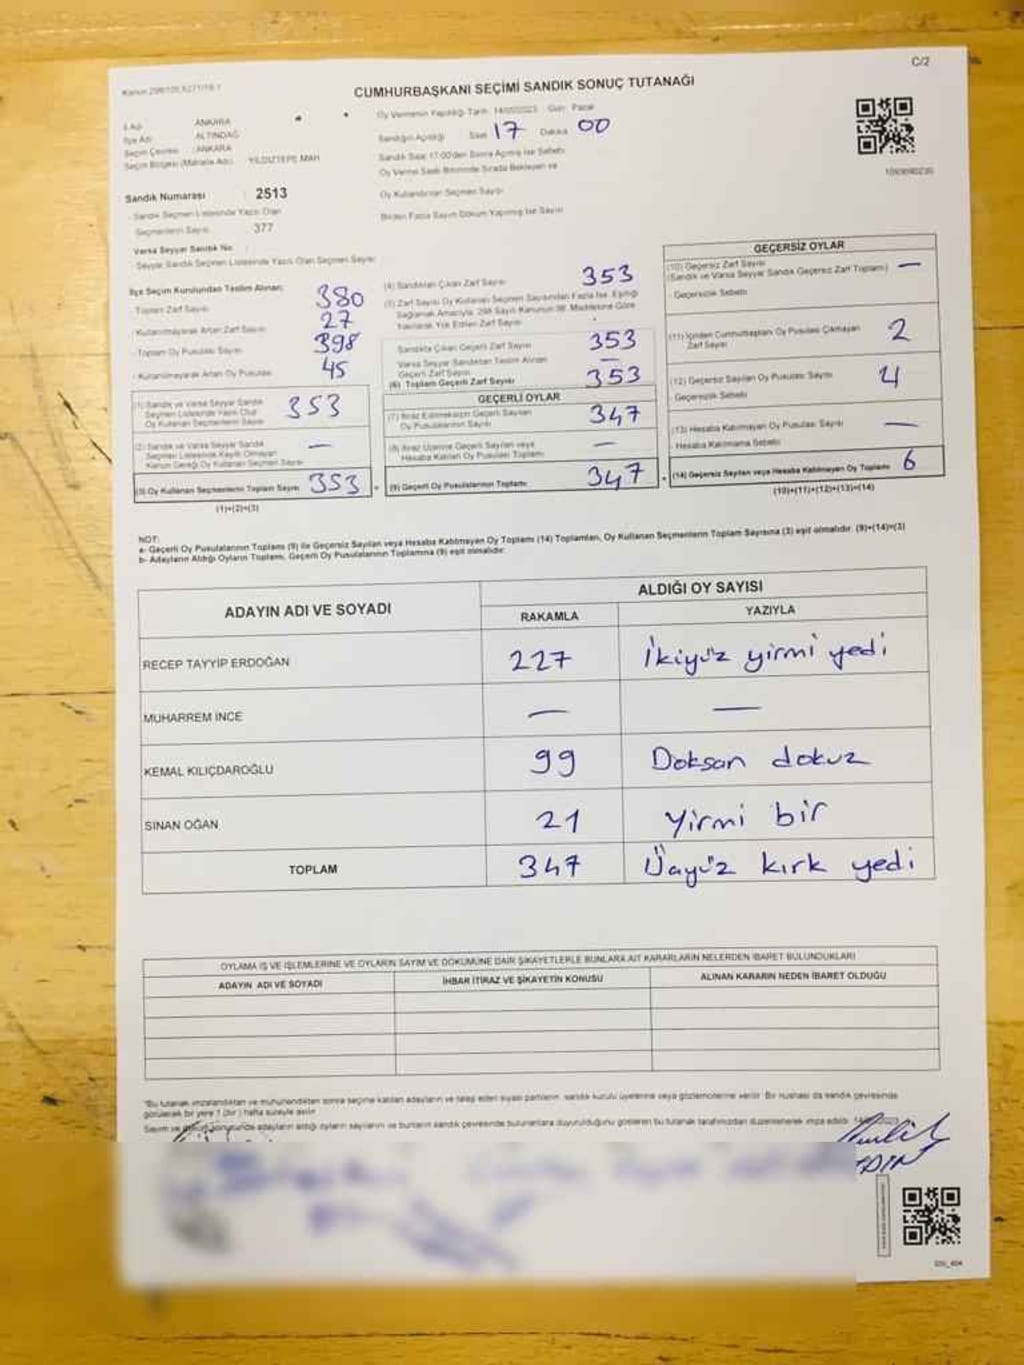 C/2
Kanun 298/105,6271/19.1
CUMHURBAŞKANI SEÇİMİ SANDIK SONUÇ TUTANAĞI
İl Adı ANKARA
İlçe Adı ALTINDAĞ
Seçim Çevresi ANKARA
Seçim Bölgesi (Mahalle Adı) YILDIZTEPE MAH
Oy Vermenin Yapıldığı Tarih 14/05/2023 Gün Pazar
Sandığın Açıldığı Saat 17 Dakika 00
Sandık Saat 17:00'den Sonra Açılmış İse Sebebi
Oy Verme Saati Bitiminde Sırada Bekleyen ve
Oy Kullandırılan Seçmen Sayısı
Birden Fazla Sayım Döküm Yapılmış İse Sayısı
Sandık Numarası : 2513
- Sandık Seçmen Listesinde Yazılı Olan
Seçmenlerin Sayısı 377
Varsa Seyyar Sandık No
- Seyyar Sandık Seçmen Listesinde Yazılı Olan Seçmen Sayısı
İlçe Seçim Kurulundan Teslim Alınan;
- Toplam Zarf Sayısı 380
- Kullanılmayarak Artan Zarf Sayısı 27
- Toplam Oy Pusulası Sayısı 398
- Kullanılmayarak Artan Oy Pusulası 45
(1) Sandık ve Varsa Seyyar Sandık
Seçmen Listesinde Yazılı Olup
Oy Kullanan Seçmenlerin Sayısı 353
(2) Sandık ve Varsa Seyyar Sandık
Seçmen Listesinde Kayıtlı Olmayan
Kanun Gereği Oy Kullanan Seçmen Sayısı —
(3) Oy Kullanan Seçmenlerin Toplam Sayısı 353
(1)+(2)=(3)
(4) Sandıktan Çıkan Zarf Sayısı 353
(5) Zarf Sayısı Oy Kullanan Seçmen Sayısından Fazla İse, Eşitliği
Sağlamak Amacıyla, 298 Sayılı Kanunun 98. Maddesine Göre
Yakılarak Yok Edilen Zarf Sayısı
Sandıkta Çıkan Geçerli Zarf Sayısı 353
Varsa Seyyar Sandıktan Teslim Alınan
Geçerli Zarf Sayısı —
(6) Toplam Geçerli Zarf Sayısı 353
GEÇERLİ OYLAR
(7) İtiraz Edilmeksizin Geçerli Sayılan
Oy Pusulalarının Sayısı 347
(8) İtiraz Üzerine Geçerli Sayılan veya
Hesaba Katılan Oy Pusulası Toplamı —
(9) Geçerli Oy Pusulalarının Toplamı 347
GEÇERSİZ OYLAR
(10) Geçersiz Zarf Sayısı
(Sandık ve Varsa Seyyar Sandık Geçersiz Zarf Toplamı) —
- Geçersizlik Sebebi
(11) İçinden Cumhurbaşkanı Oy Pusulası Çıkmayan
Zarf Sayısı 2
(12) Geçersiz Sayılan Oy Pusulası Sayısı 4
- Geçersizlik Sebebi
(13) Hesaba Katılmayan Oy Pusulası Sayısı —
- Hesaba Katılmama Sebebi
(14) Geçersiz Sayılan veya Hesaba Katılmayan Oy Toplamı 6
(10)+(11)+(12)+(13)=(14)
NOT:
a- Geçerli Oy Pusulalarının Toplamı (9) ile Geçersiz Sayılan veya Hesaba Katılmayan Oy Toplamı (14) Toplamları, Oy Kullanan Seçmenlerin Toplam Sayısına (3) eşit olmalıdır. (9)+(14)=(3)
b- Adayların Aldığı Oyların Toplamı, Geçerli Oy Pusulalarının Toplamına (9) eşit olmalıdır.
ADAYIN ADI VE SOYADI
ALDIĞI OY SAYISI
RAKAMLA YAZIYLA
RECEP TAYYİP ERDOĞAN 227 İkiyüz yirmi yedi
MUHARREM İNCE — —
KEMAL KILIÇDAROĞLU 99 Doksan dokuz
SİNAN OĞAN 21 Yirmi bir
TOPLAM 347 Üçyüz kırk yedi
OYLAMA İŞ VE İŞLEMLERİNE VE OYLARIN SAYIM VE DÖKÜMÜNE DAİR ŞİKAYETLERLE BUNLARA AİT KARARLARIN NELERDEN İBARET BULUNDUKLARI
ADAYIN ADI VE SOYADI İHBAR İTİRAZ VE ŞİKAYETİN KONUSU ALINAN KARARIN NEDEN İBARET OLDUĞU
"Bu tutanak imzalandıktan ve mühürlendikten sonra seçime katılan adayların ve talep eden siyasi partilerin, sandık kurulu üyelerine veya gözlemcilerine verilir. Bir nüshası da sandık çevresinde
görülecek bir yere 1 (bir) hafta süreyle asılır.
Sayım ve döküm sonucunda adayların aldığı oyların sayılarını ve bunların sandık çevresinde bulunanlara duyurulduğunu gösteren bu tutanak tarafımızdan düzenlenerek imza edildi.